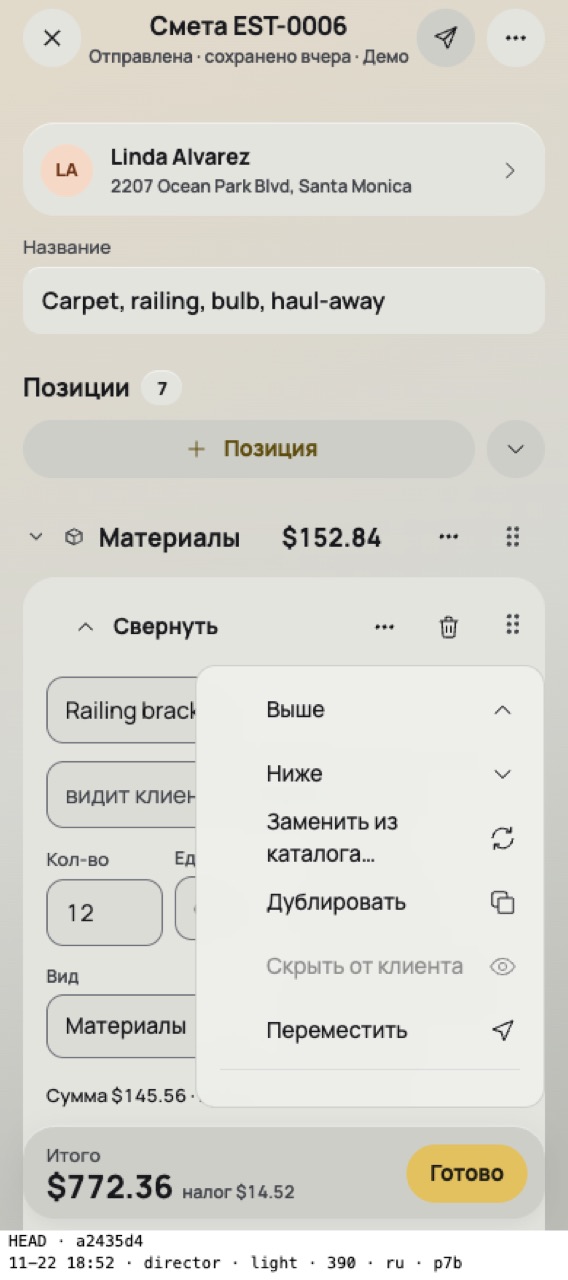 Смета EST-0006
Отправлена · сохранено вчера · Демо
LA
Linda Alvarez
2207 Ocean Park Blvd, Santa Monica
Название
Carpet, railing, bulb, haul-away
Позиции 7
+ Позиция
Материалы $152.84
Свернуть
Railing brack
Выше
Ниже
видит клиен
Заменить из
каталога...
Кол-во Ед
12
Дублировать
Скрыть от клиента
Вид
Материалы
Переместить
Сумма $145.56 ·
Итого
$772.36 налог $14.52
Готово
HEAD · a2435d4
11-22 18:52 · director · light · 390 · ru · p7b